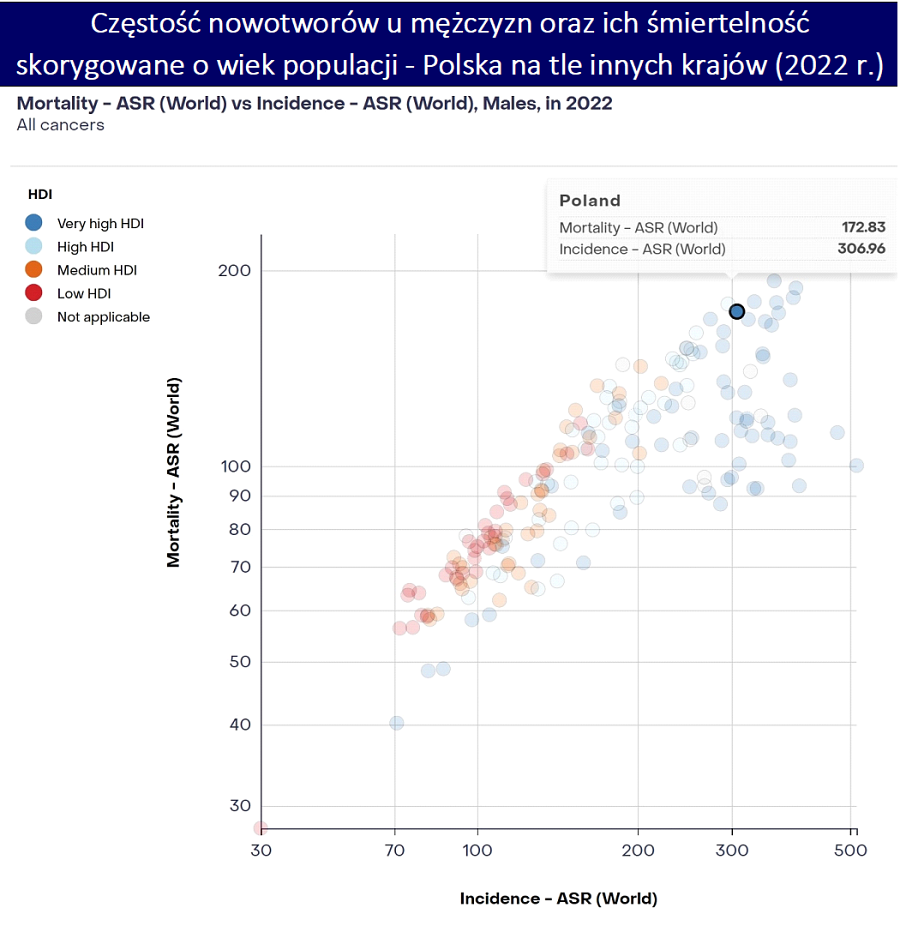 Częstość nowotworów u mężczyzn oraz ich śmiertelność
skorygowane o wiek populacji - Polska na tle innych krajów (2022 r.)
Mortality – ASR (World) vs Incidence – ASR (World), Males, in 2022
All cancers
HDI
Very high HDI
High HDI
Medium HDI
Low HDI
Not applicable
Poland
Mortality – ASR (World) 172.83
Incidence – ASR (World) 306.96
Mortality – ASR (World)
200
100
90
80
70
60
50
40
30
30 70 100 200 300 500
Incidence – ASR (World)